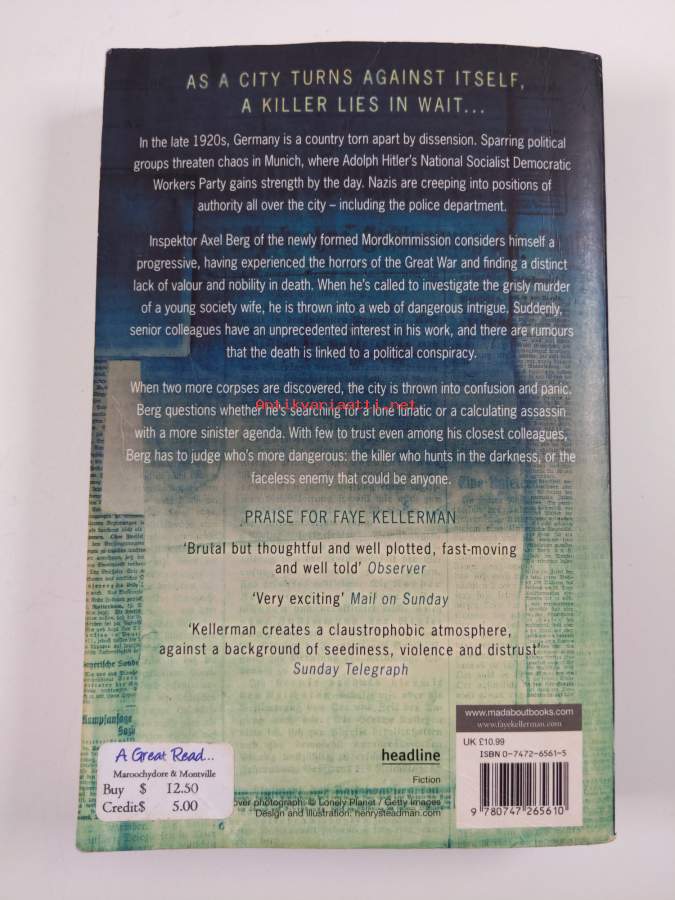 AS A CITY TURNS AGAINST ITSELF,
A KILLER LIES IN WAIT...
In the late 1920s, Germany is a country torn apart by dissension. Sparring political
groups threaten chaos in Munich, where Adolph Hitler's National Socialist Democratic
Workers Party gains strength by the day. Nazis are creeping into positions of
authority all over the city – including the police department.
Inspektor Axel Berg of the newly formed Mordkommission considers himself a
progressive, having experienced the horrors of the Great War and finding a distinct
lack of valour and nobility in death. When he's called to investigate the grisly murder
of a young society wife, he is thrown into a web of dangerous intrigue. Suddenly,
senior colleagues have an unprecedented interest in his work, and there are rumours
that the death is linked to a political conspiracy.
When two more corpses are discovered, the city is thrown into confusion and panic.
Antikvariaatti.net
Berg questions whether he's searching for a lone lunatic or a calculating assassin
with a more sinister agenda. With few to trust even among his closest colleagues,
Berg has to judge who's more dangerous: the killer who hunts in the darkness, or the
faceless enemy that could be anyone.
PRAISE FOR FAYE KELLERMAN
'Brutal but thoughtful and well plotted, fast-moving
and well told' Observer
'Very exciting' Mail on Sunday
'Kellerman creates a claustrophobic atmosphere,
against a background of seediness, violence and distrust'
Sunday Telegraph
Kampfansage
www.madaboutbooks.com
www.fayekellerman.com
UK £10.99
ISBN 0-7472-6561-5
9 780747 265610
headline
Fiction
A Great Read...
Maroochydore & Montville
Buy $ 12.50
Credit$ 5.00
over photograph: © Lonely Planet / Getty Images
Design and illustration: henrysteadman.com